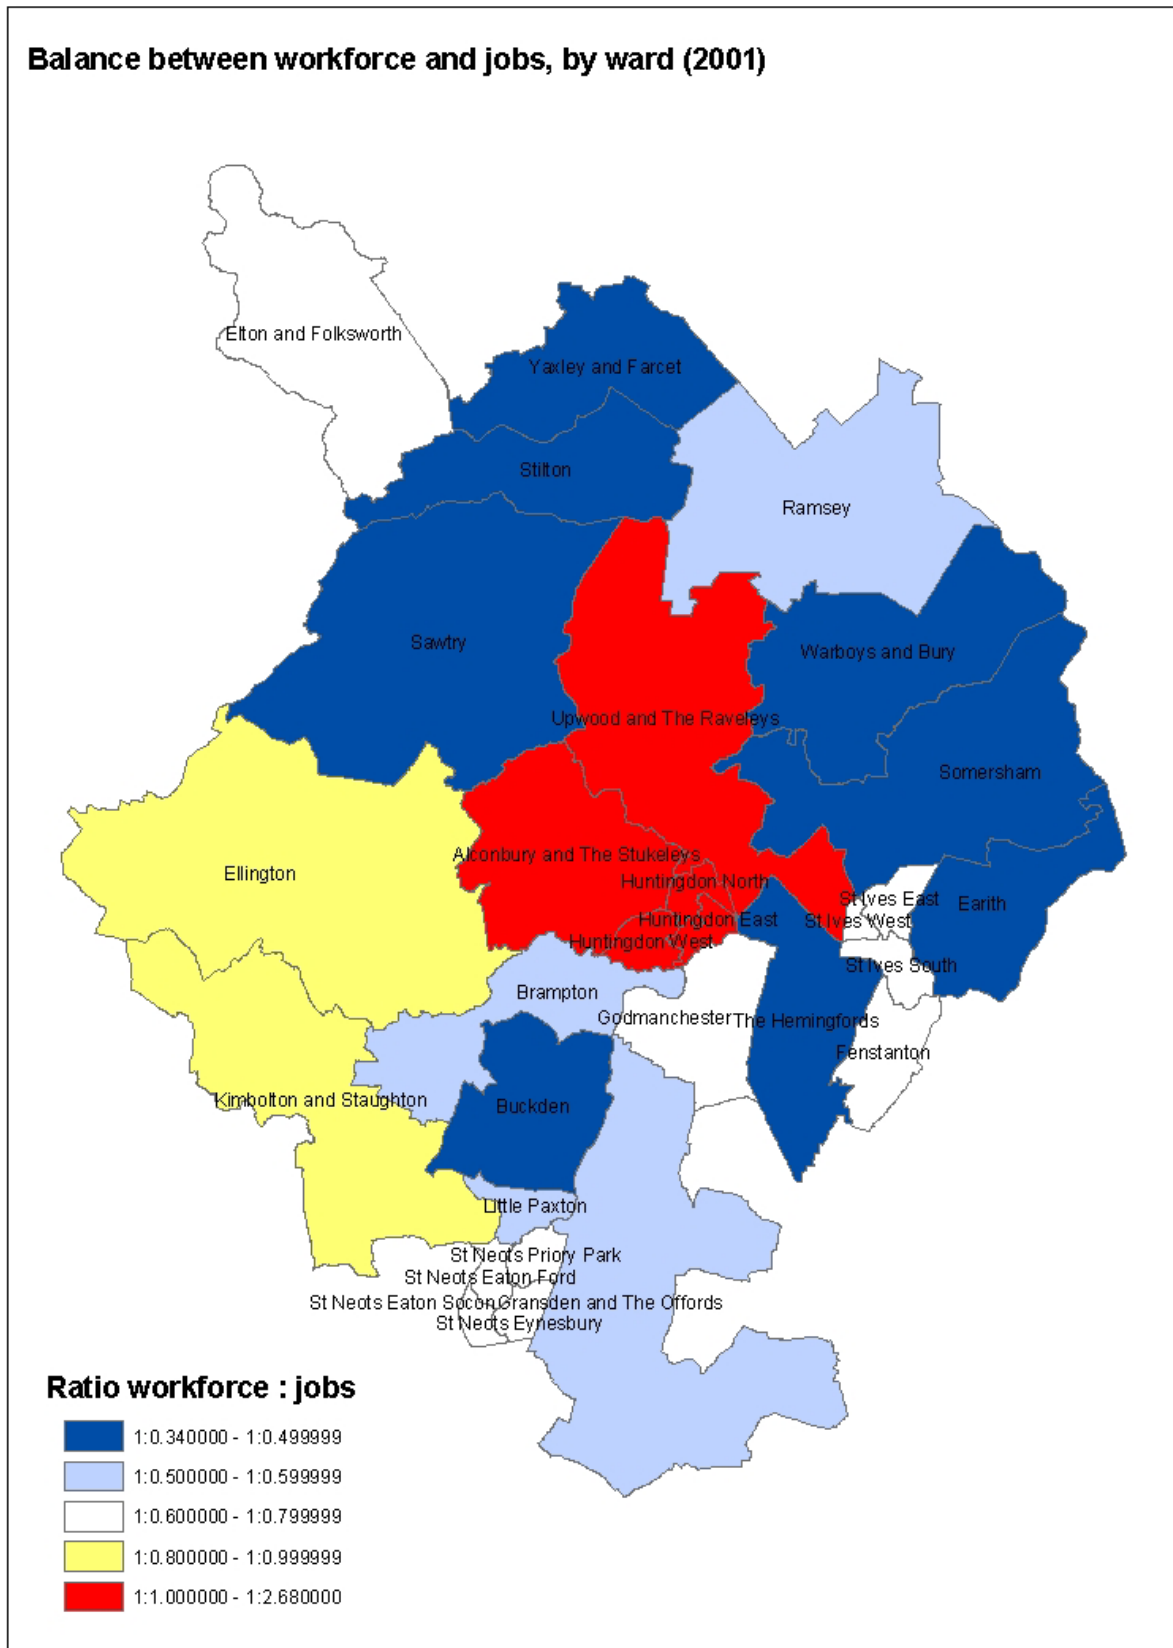 Balance between workforce and jobs, by ward (2001)
Elton and Folksworth
Yaxley and Farcet
Stilton
Ramsey
Sawtry
Warboys and Bury
Upwood and The Raveleys
Somersham
Alconbury and The Stukeleys
Ellington
Huntingdon North
St Ives East
Earith
Huntingdon East
St Ives West
Huntingdon West
St Ives South
Brampton
Godmanchester
The Hemingfords
Fenstanton
Kimbolton and Staughton
Buckden
Little Paxton
St Neots Priory Park
St Neots Eaton Ford
St Neots Eaton Socon
Gransden and The Offords
St Neots Eynesbury
Ratio workforce : jobs
1:0.340000 - 1:0.499999
1:0.500000 - 1:0.599999
1:0.600000 - 1:0.799999
1:0.800000 - 1:0.999999
1:1.000000 - 1:2.680000